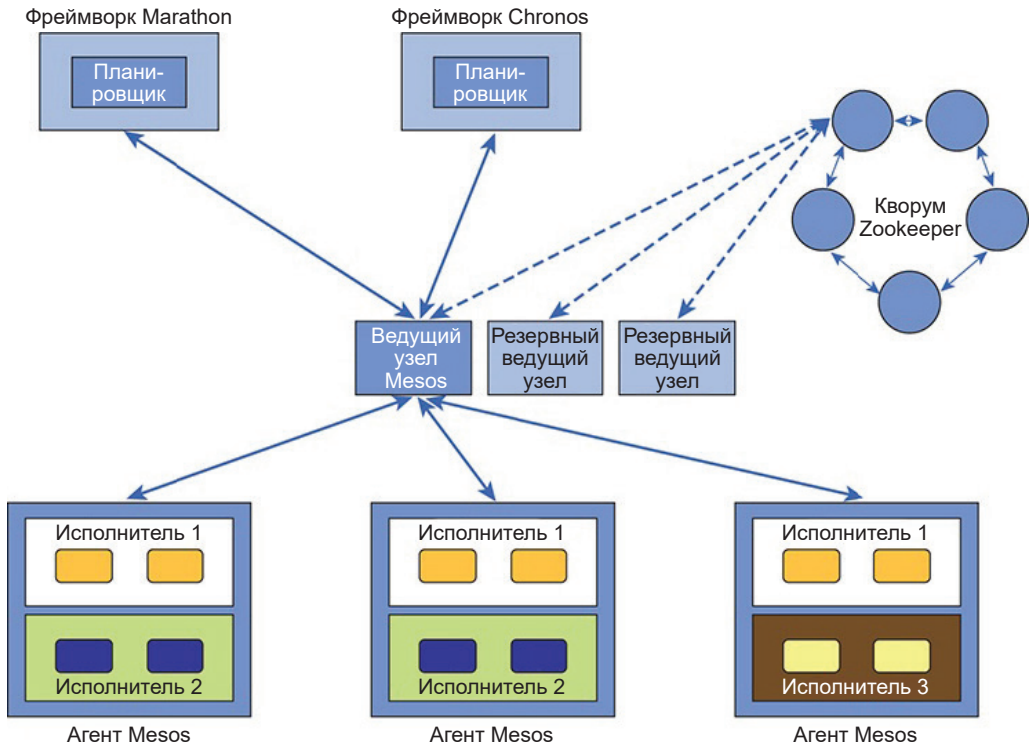 Фреймворк Marathon
Фреймворк Chronos
Плани-
ровщик
Плани-
ровщик
Кворум
Zookeeper
Ведущий
узел
Mesos
Резервный
ведущий
узел
Резервный
ведущий
узел
Исполнитель 1
Исполнитель 2
Агент Mesos
Исполнитель 1
Исполнитель 2
Агент Mesos
Исполнитель 1
Исполнитель 3
Агент Mesos